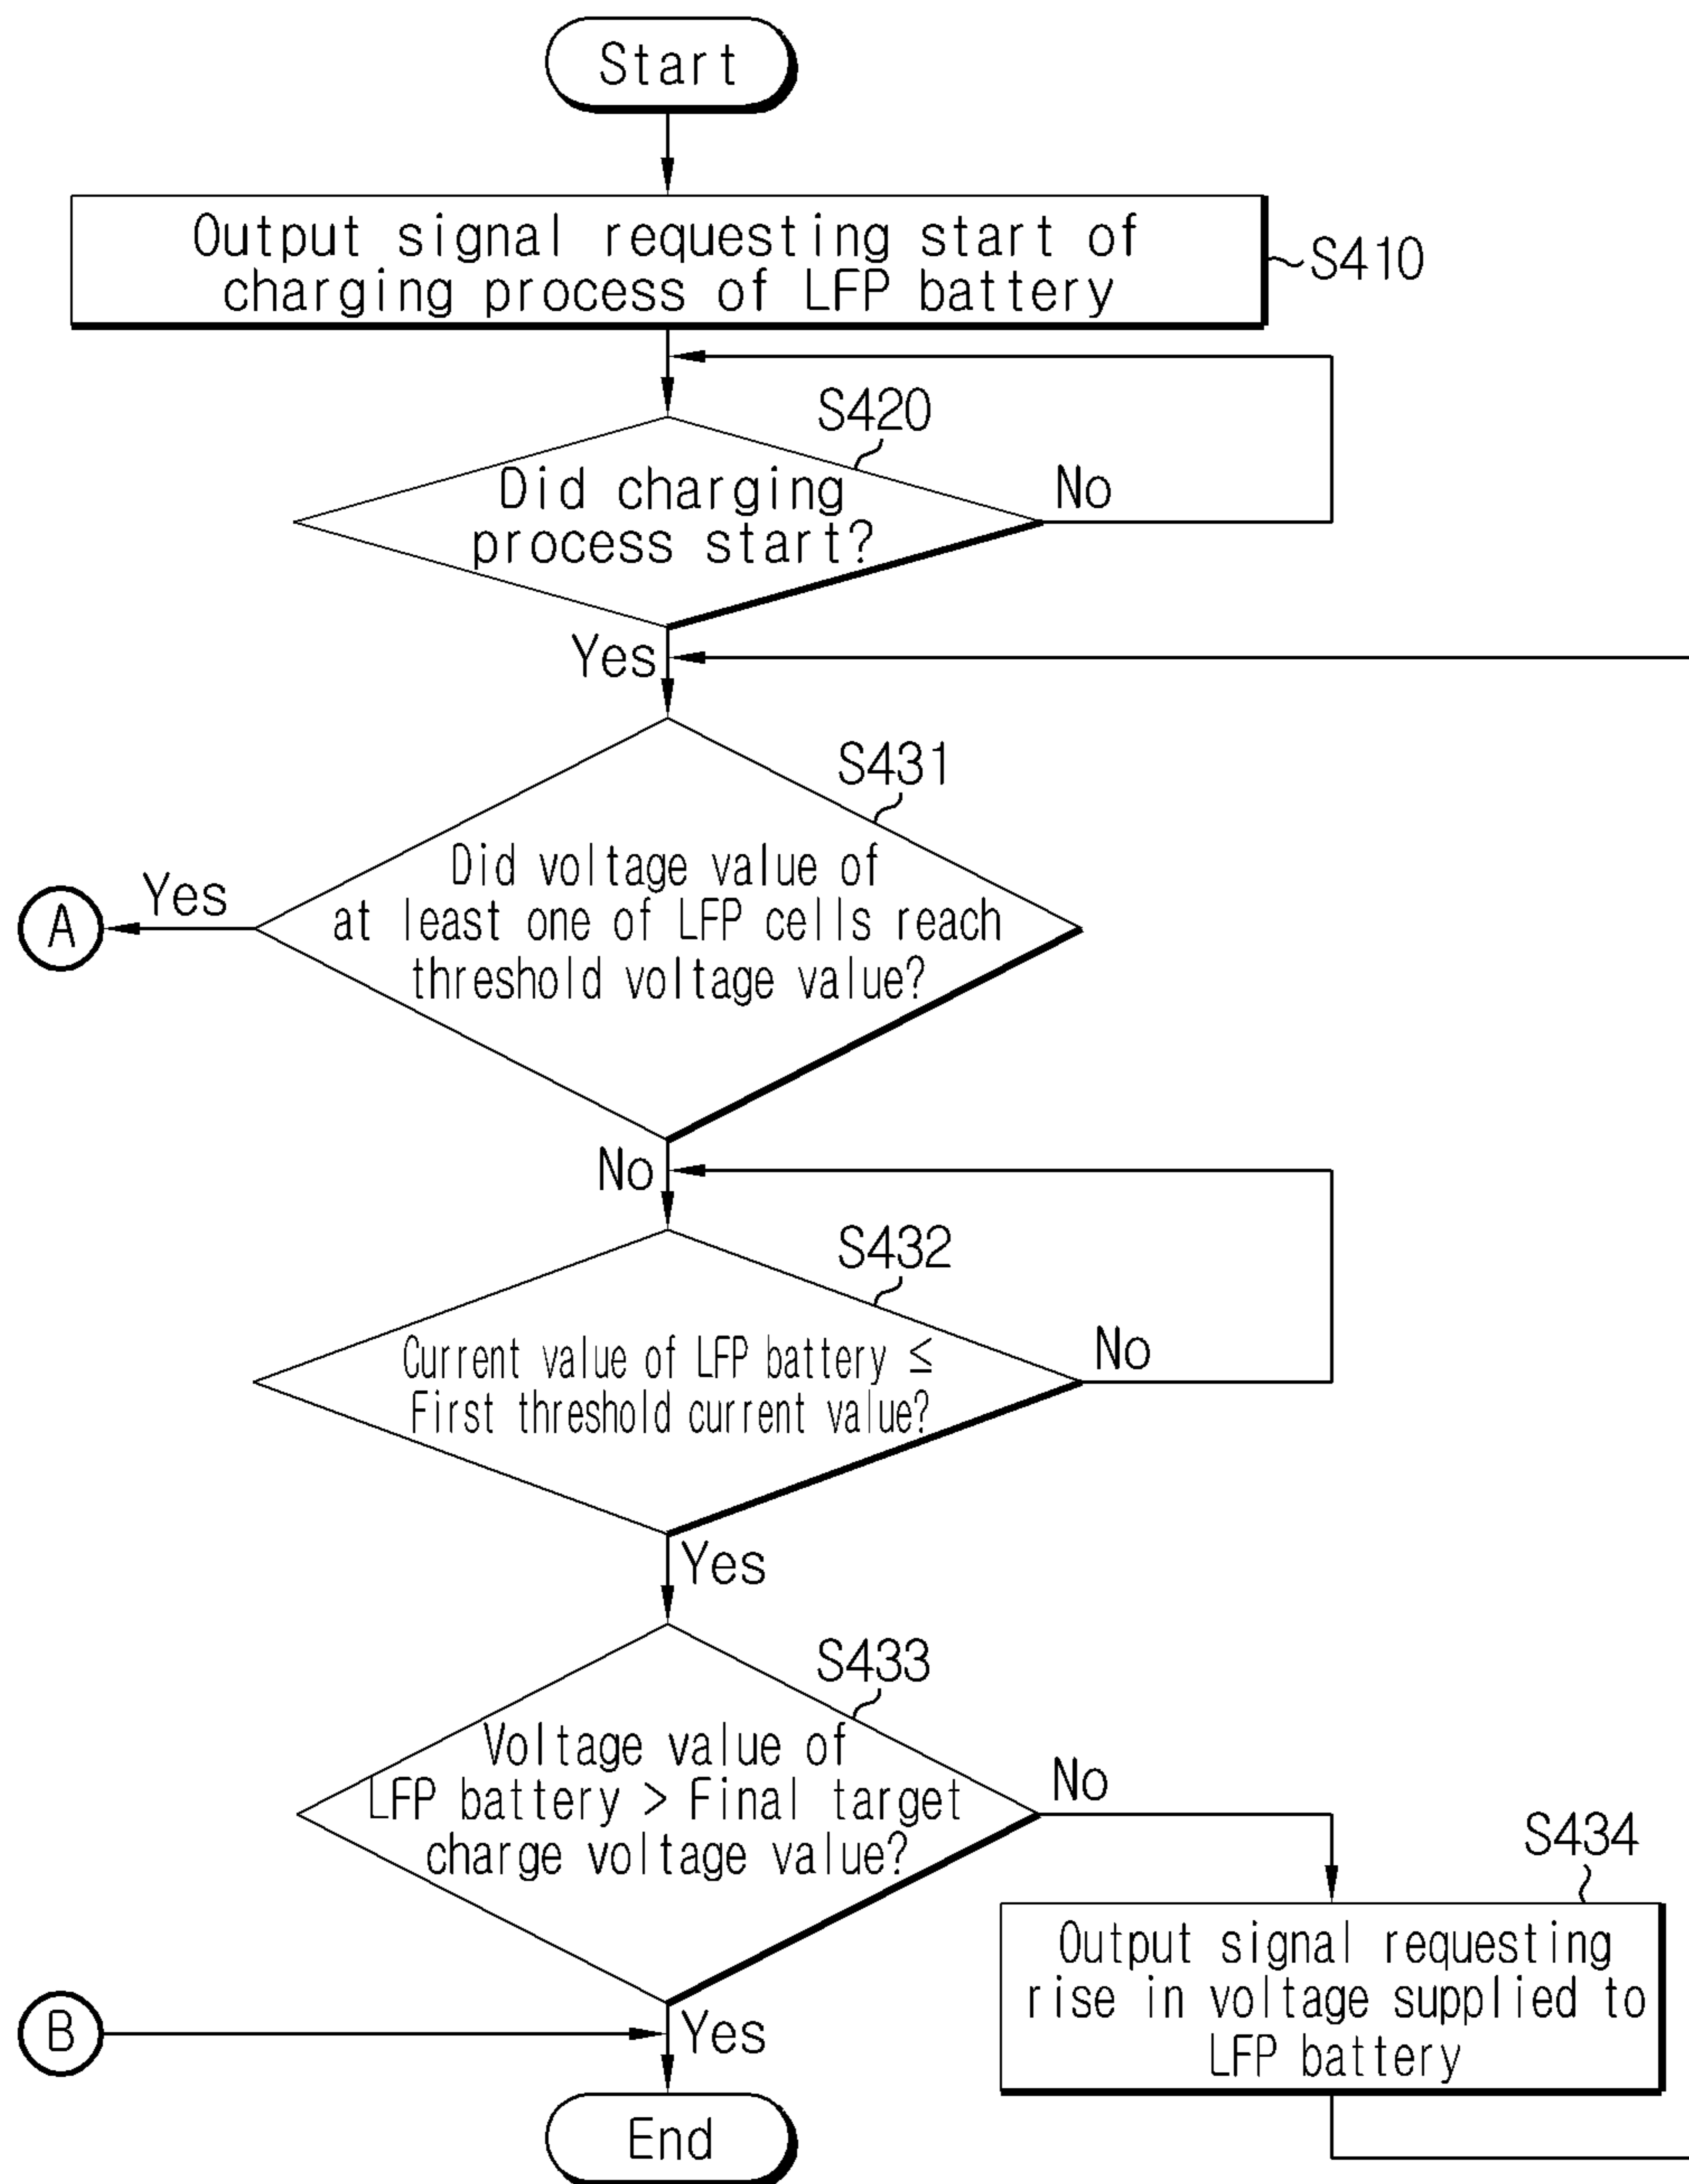 Start
Output signal requesting start of
charging process of LFP battery
S410
S420
Did charging
process start?
No
Yes
S431
Did voltage value of
at least one of LFP cells reach
threshold voltage value?
Yes
A
No
S432
Current value of LFP battery ≤
First threshold current value?
No
Yes
S433
Voltage value of
LFP battery > Final target
charge voltage value?
No
S434
Output signal requesting
rise in voltage supplied to
LFP battery
B
Yes
End